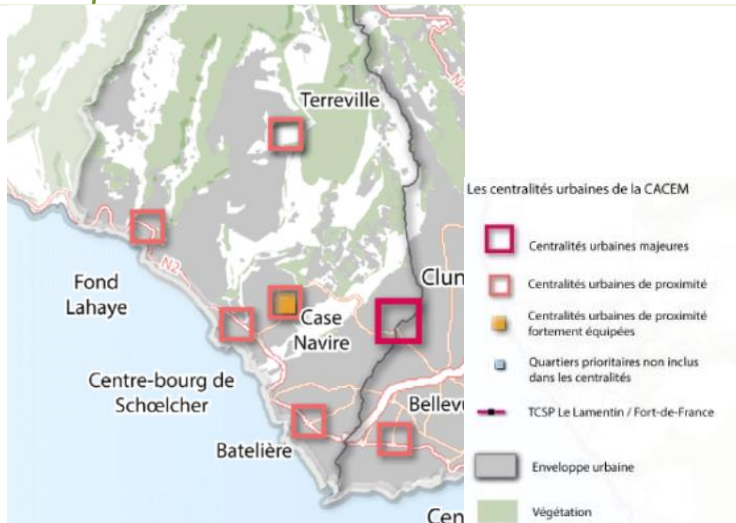 Terreville
N2
Fond
Lahaye
Case
Navire
Centre-bourg de
Schœlcher
Batelière
Les centralités urbaines de la CACEM
Centralités urbaines majeures
Centralités urbaines de proximité
Centralités urbaines de proximité
fortement équipées
Quartiers prioritaires non inclus
dans les centralités
TCSP Le Lamentin / Fort-de-France
Enveloppe urbaine
Végétation